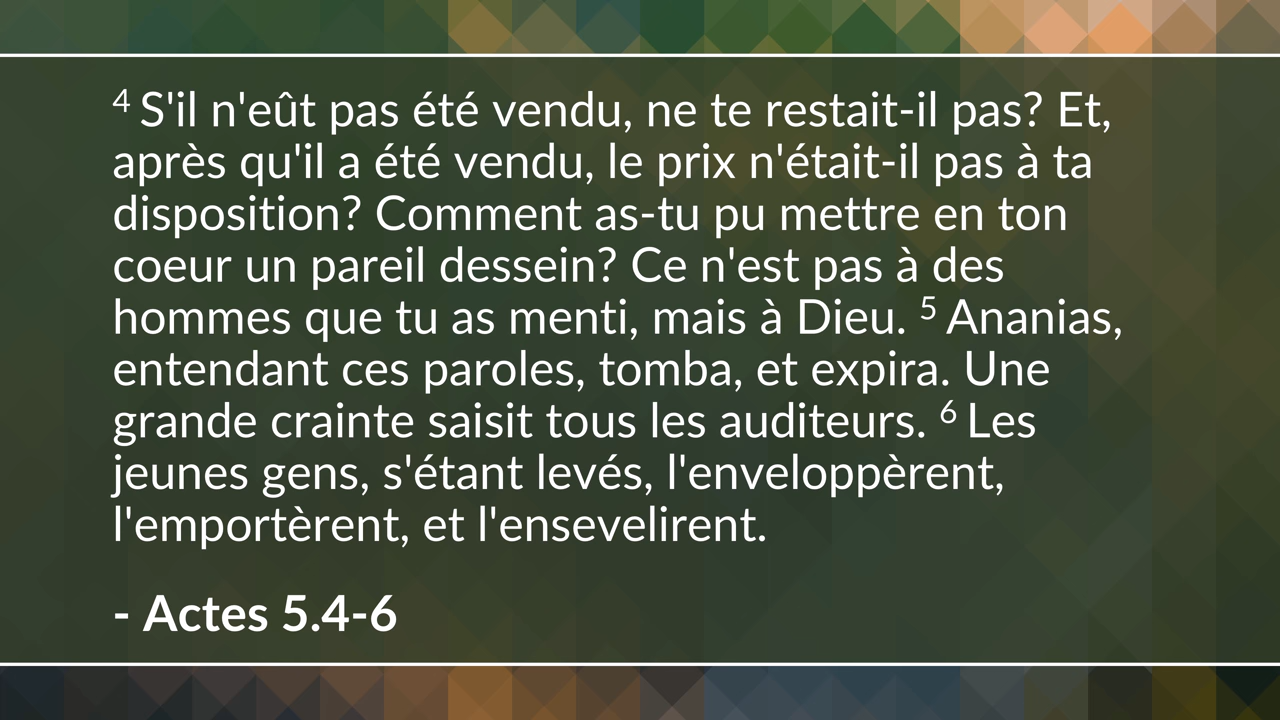 4 S'il n'eût pas été vendu, ne te restait-il pas? Et,
après qu'il a été vendu, le prix n'était-il pas à ta
disposition? Comment as-tu pu mettre en ton
coeur un pareil dessein? Ce n'est pas à des
hommes que tu as menti, mais à Dieu. 5 Ananias,
entendant ces paroles, tomba, et expira. Une
grande crainte saisit tous les auditeurs. 6 Les
jeunes gens, s'étant levés, l'enveloppèrent,
l'emportèrent, et l'ensevelirent.
- Actes 5.4-6